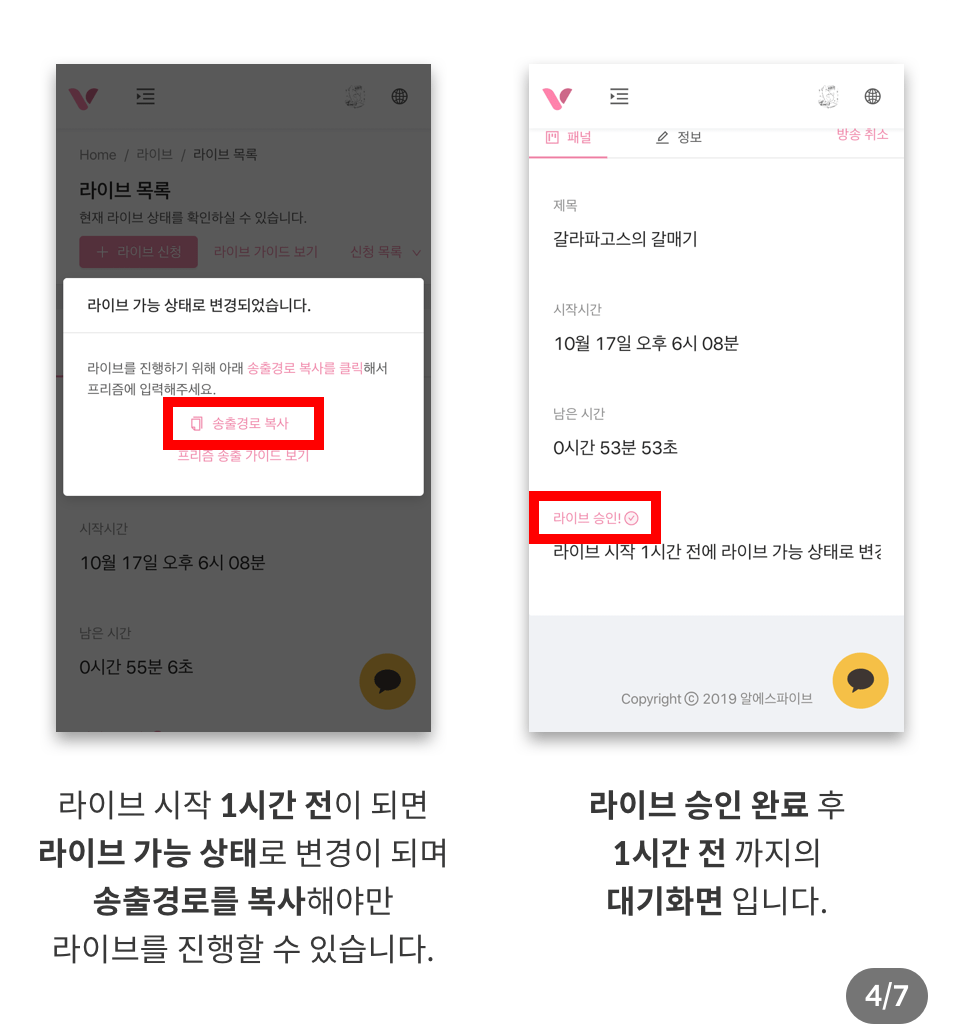 Home / 라이브 / 라이브 목록
라이브 목록
현재 라이브 상태를 확인하실 수 있습니다.
라이브 신청 라이브 가이드 보기 신청 목록
라이브 가능 상태로 변경되었습니다.
라이브를 진행하기 위해 아래 송출경로 복사를 클릭해서
프리즘에 입력해주세요.
송출경로 복사
프리즘 송출 가이드 보기
시작시간
10월 17일 오후 6시 08분
남은 시간
0시간 55분 6초
라이브 시작 1시간 전이 되면
라이브 가능 상태로 변경이 되며
송출경로를 복사해야만
라이브를 진행할 수 있습니다.
패널 정보 방송 취소
제목
갈라파고스의 갈매기
시작시간
10월 17일 오후 6시 08분
남은 시간
0시간 53분 53초
라이브 승인!
라이브 시작 1시간 전에 라이브 가능 상태로 변
Copyright © 2019 알에스파이브
라이브 승인 완료 후
1시간 전 까지의
대기화면 입니다.
4/7